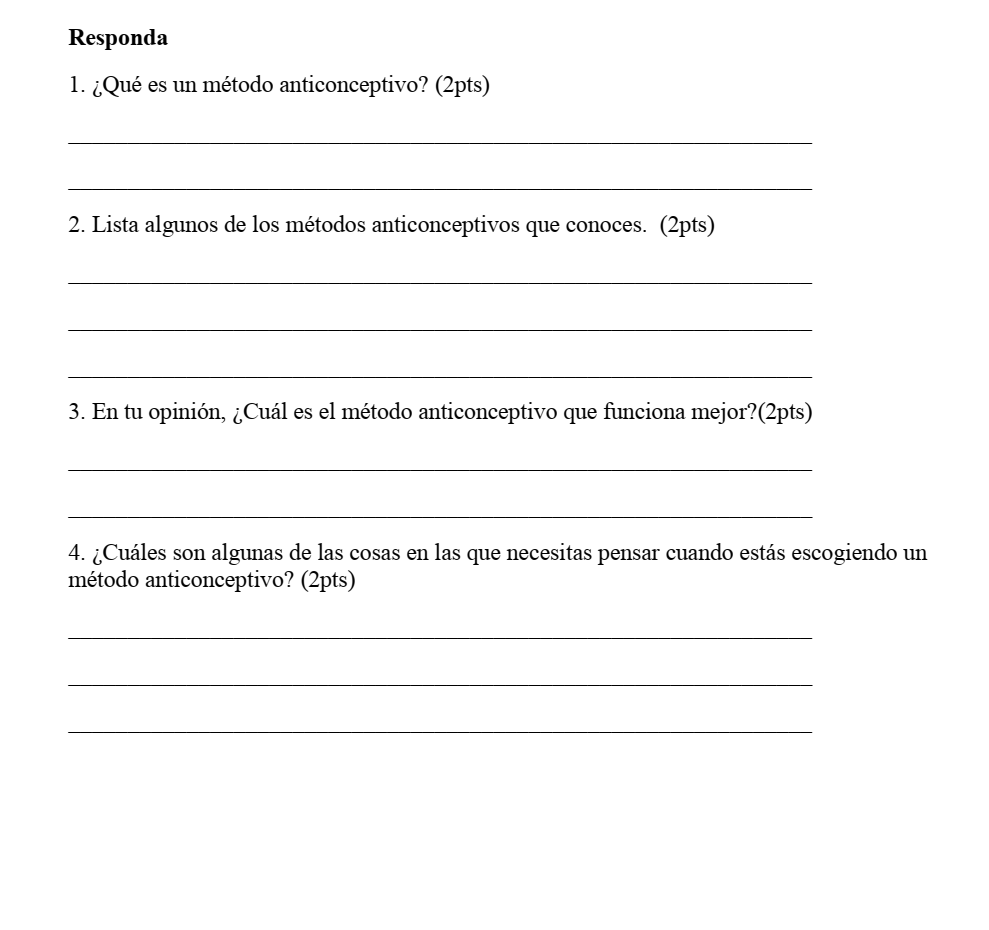 Responda
1. ¿Qué es un método anticonceptivo? (2pts)
2. Lista algunos de los métodos anticonceptivos que conoces.  (2pts)
3. En tu opinión, ¿Cuál es el método anticonceptivo que funciona mejor?(2pts)
4. ¿Cuáles son algunas de las cosas en las que necesitas pensar cuando estás escogiendo un
método anticonceptivo? (2pts)